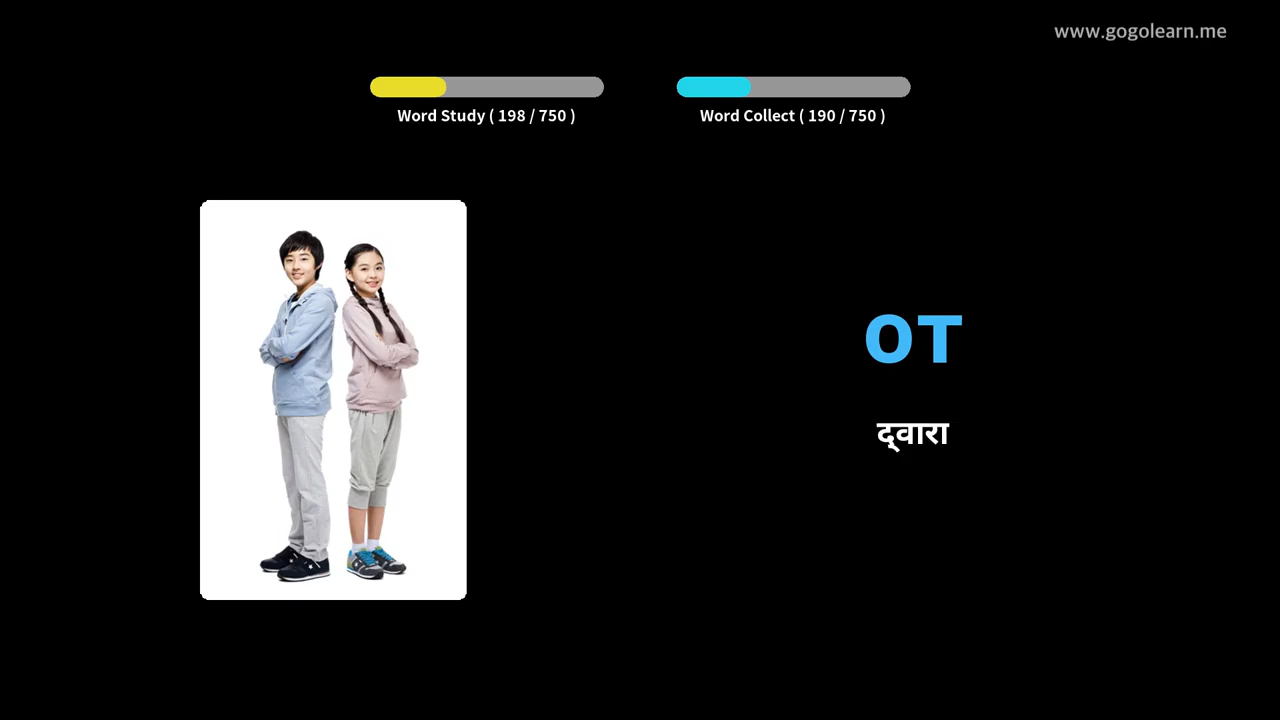 www.gogolearn.me
Word Study ( 198 / 750 )
Word Collect ( 190 / 750 )
от
द्वारा